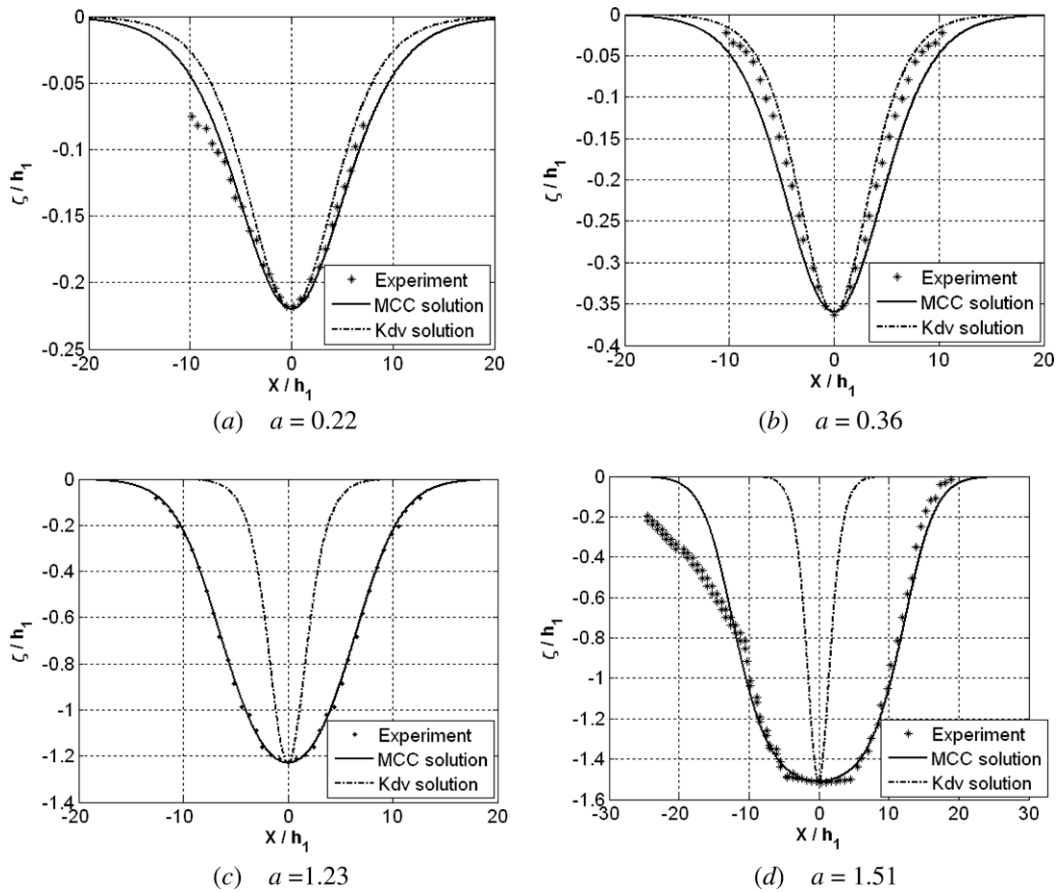 0
-0.05
-0.1
-0.15
-0.2
-0.25
ζ / h₁
-20
-10
0
10
20
X / h₁
Experiment
MCC solution
Kdv solution
(a) a = 0.22
0
-0.05
-0.1
-0.15
-0.2
-0.25
-0.3
-0.35
-0.4
ζ / h₁
-20
-10
0
10
20
X / h₁
Experiment
MCC solution
Kdv solution
(b) a = 0.36
0
-0.2
-0.4
-0.6
-0.8
-1
-1.2
-1.4
ζ / h₁
-20
-10
0
10
20
X / h₁
Experiment
MCC solution
Kdv solution
(c) a =1.23
0
-0.2
-0.4
-0.6
-0.8
-1
-1.2
-1.4
-1.6
ζ / h₁
-30
-20
-10
0
10
20
30
X / h₁
Experiment
MCC solution
Kdv solution
(d) a = 1.51